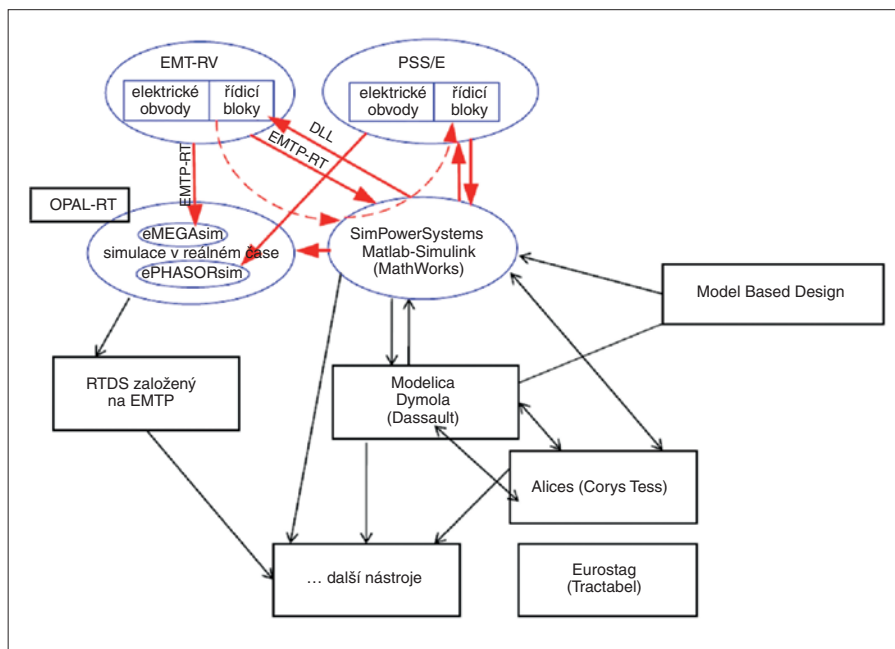 EMT-RV
elektrické
obvody
řídicí
bloky
PSS/E
elektrické
obvody
řídicí
bloky
DLL
EMTP-RT
EMTP-RT
OPAL-RT
eMEGAsim
simulace v reálném čase
ePHASORsim
SimPowerSystems
Matlab-Simulink
(MathWorks)
Model Based Design
RTDS založený
na EMTP
Modelica
Dymola
(Dassault)
Alices (Corys Tess)
… další nástroje
Eurostag
(Tractabel)